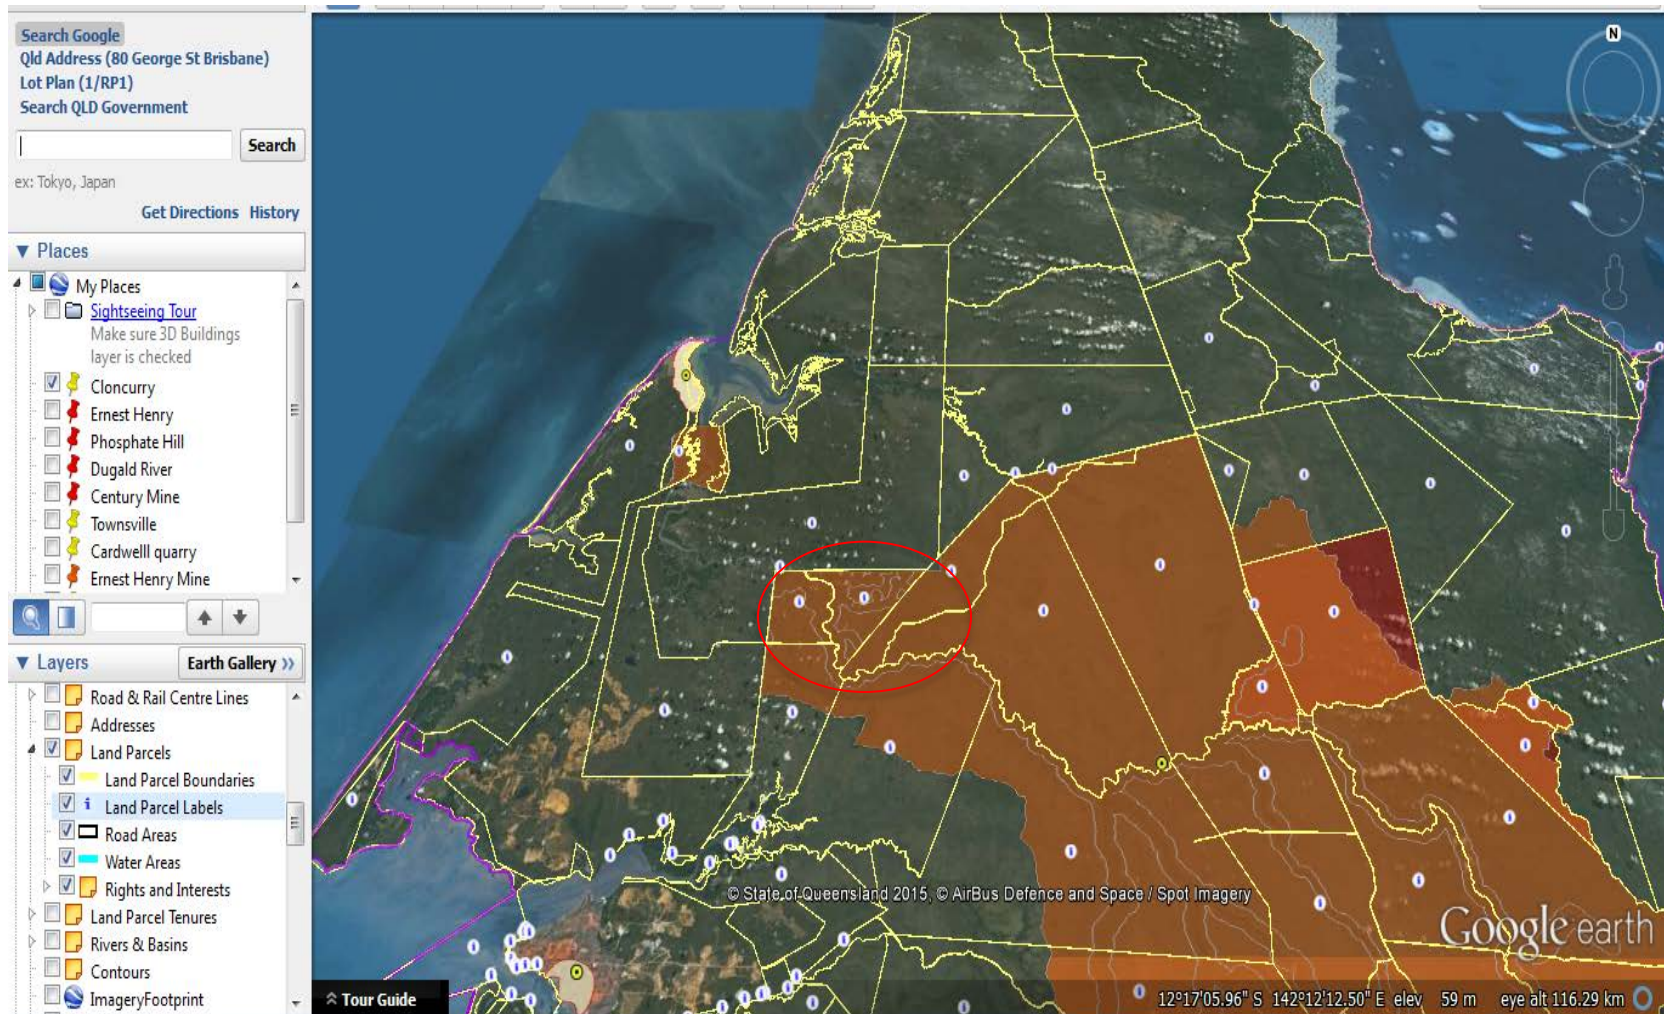 Search Google
Qld Address (80 George St Brisbane)
Lot Plan (1/RP1)
Search QLD Government
Search
ex: Tokyo, Japan
Get Directions History
Places
My Places
Sightseeing Tour
Make sure 3D Buildings
layer is checked
Cloncurry
Ernest Henry
Phosphate Hill
Dugald River
Century Mine
Townsville
Cardwelll quarry
Ernest Henry Mine
Layers
Earth Gallery »
Road & Rail Centre Lines
Addresses
Land Parcels
Land Parcel Boundaries
i Land Parcel Labels
Road Areas
Water Areas
Rights and Interests
Land Parcel Tenures
Rivers & Basins
Contours
ImageryFootprint
N
© State of Queensland 2015, © AirBus Defence and Space / Spot Imagery
Google earth
Tour Guide
12°17'05.96" S 142°12'12.50" E elev 59 m eye alt 116.29 km